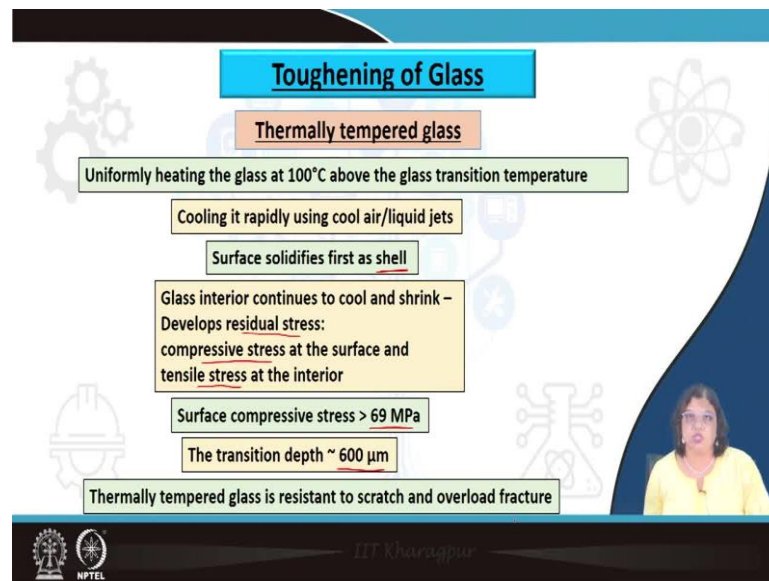 Toughening of Glass
Thermally tempered glass
Uniformly heating the glass at 100°C above the glass transition temperature
Cooling it rapidly using cool air/liquid jets
Surface solidifies first as shell
Glass interior continues to cool and shrink –
Develops residual stress:
compressive stress at the surface and
tensile stress at the interior
Surface compressive stress > 69 MPa
The transition depth ~ 600 µm
Thermally tempered glass is resistant to scratch and overload fracture
IIT Kharagpur
NPTEL